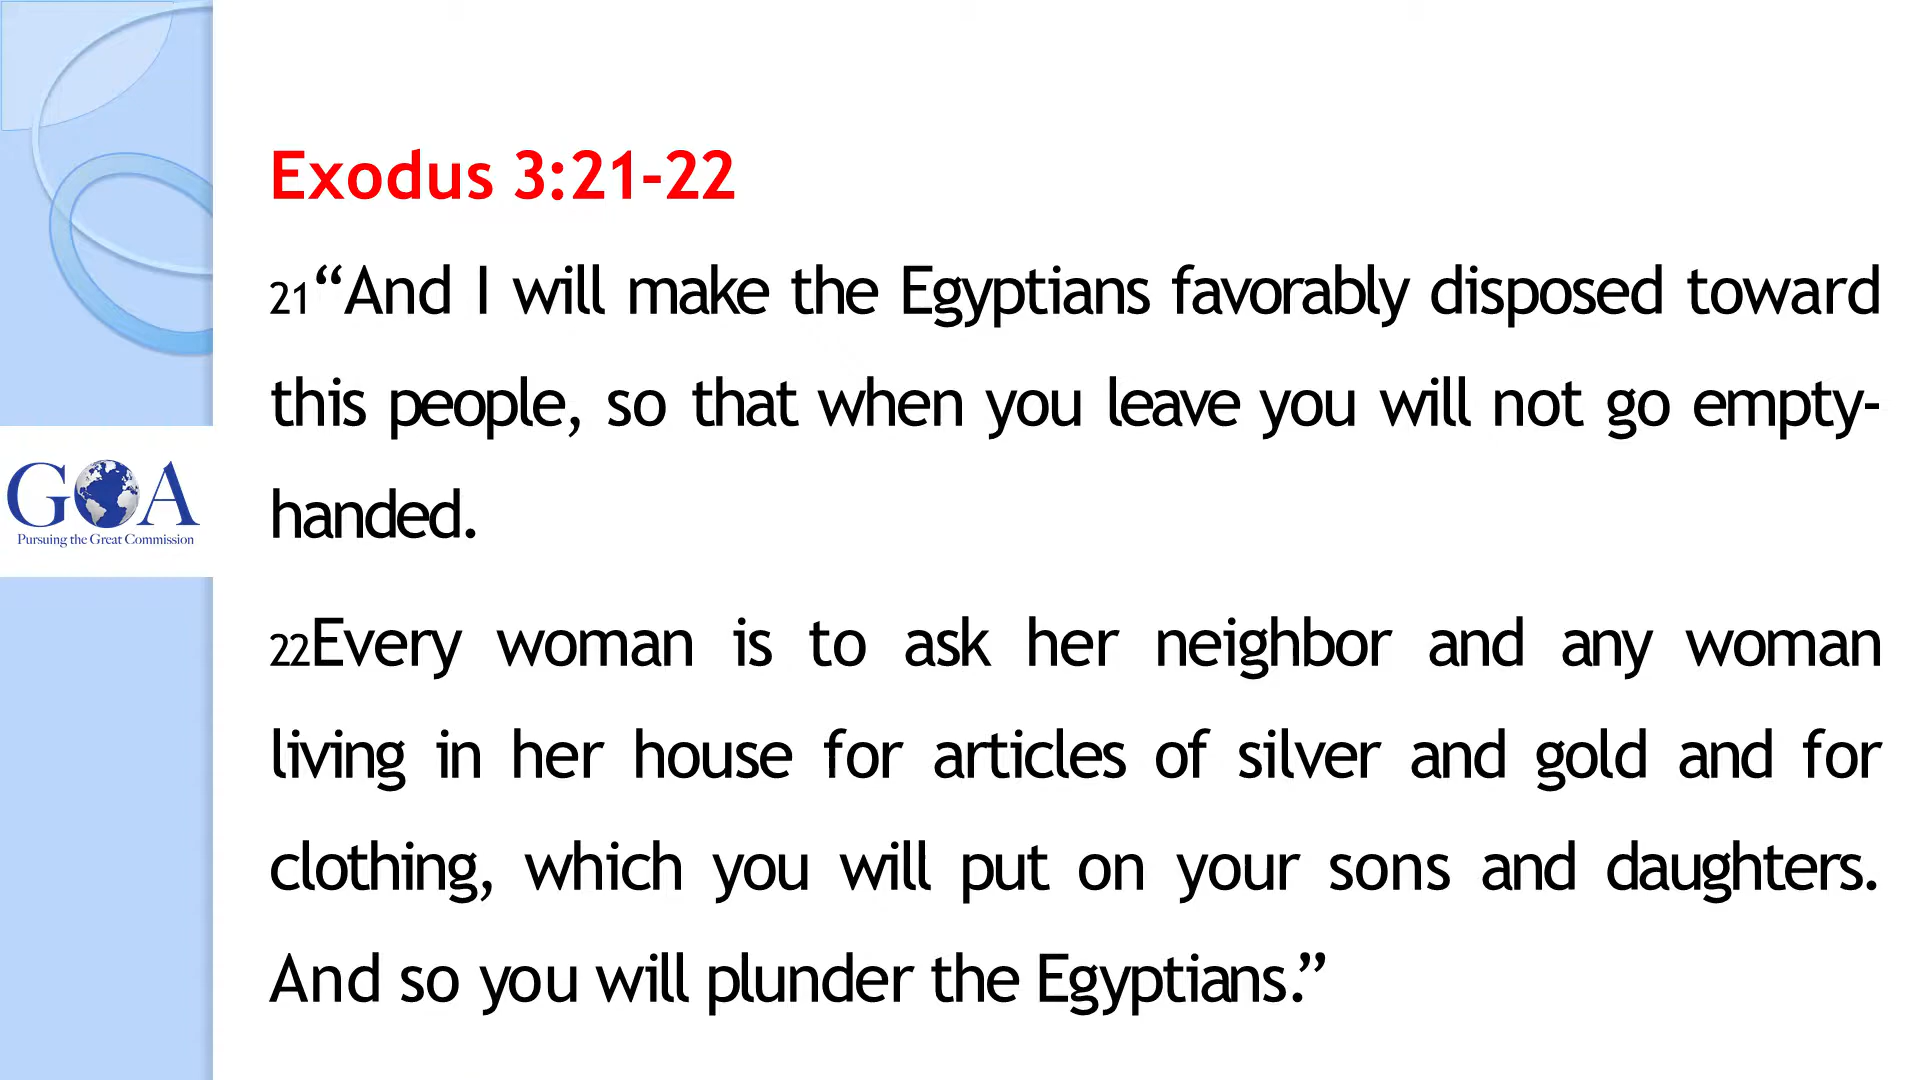 Exodus 3:21-22
21“And I will make the Egyptians favorably disposed toward
this people, so that when you leave you will not go empty-
handed.
GOA
Pursuing the Great Commission
22Every woman is to ask her neighbor and any woman
living in her house for articles of silver and gold and for
clothing, which you will put on your sons and daughters.
And so you will plunder the Egyptians.”